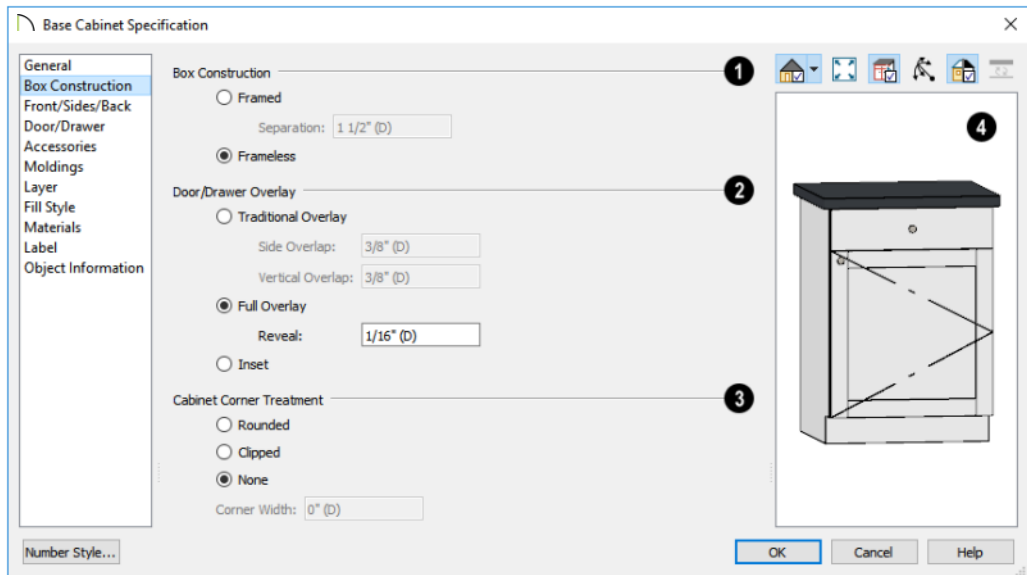 Base Cabinet Specification
General
Box Construction
Front/Sides/Back
Door/Drawer
Accessories
Moldings
Layer
Fill Style
Materials
Label
Object Information
Box Construction 1
Framed
Separation: 1 1/2" (D)
Frameless
Door/Drawer Overlay 2
Traditional Overlay
Side Overlap: 3/8" (D)
Vertical Overlap: 3/8" (D)
Full Overlay
Reveal: 1/16" (D)
Inset
Cabinet Corner Treatment 3
Rounded
Clipped
None
Corner Width: 0" (D)
4
Number Style...
OK Cancel Help